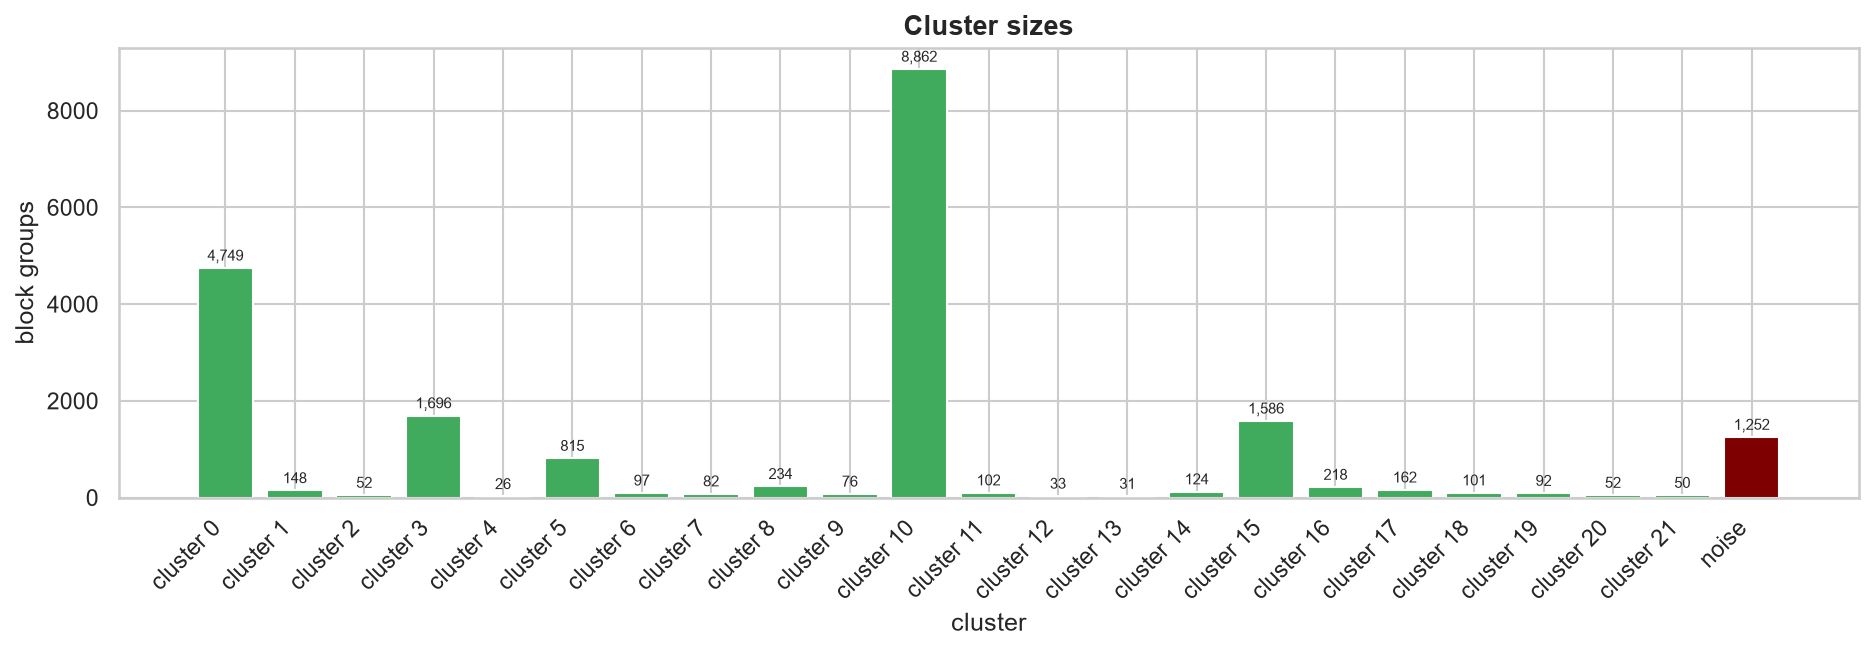 Cluster sizes
block groups
8000
6000
4000
2000
0
4,749
148
52
1,696
26
815
97
82
234
76
8,862
102
33
31
124
1,586
218
162
101
92
52
50
1,252
cluster 0
cluster 1
cluster 2
cluster 3
cluster 4
cluster 5
cluster 6
cluster 7
cluster 8
cluster 9
cluster 10
cluster 11
cluster 12
cluster 13
cluster 14
cluster 15
cluster 16
cluster 17
cluster 18
cluster 19
cluster 20
cluster 21
noise
cluster